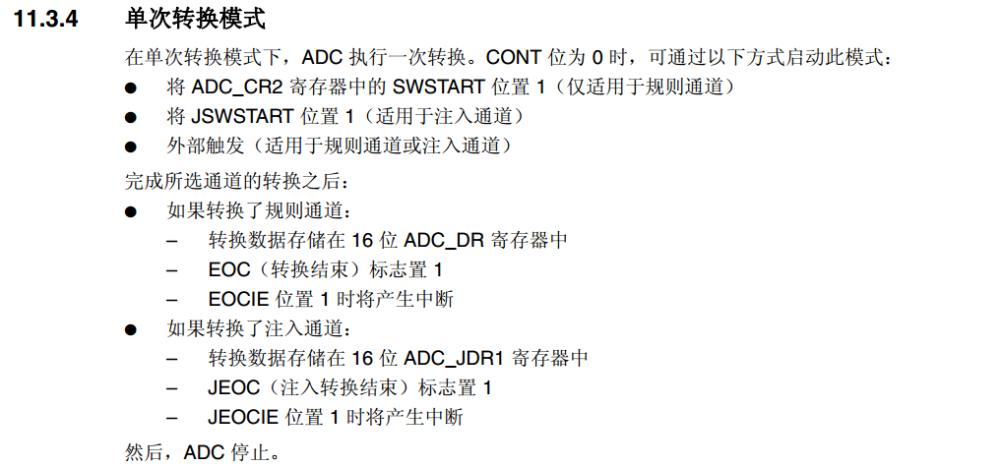 11.3.4 单次转换模式
在单次转换模式下，ADC 执行一次转换。CONT 位为 0 时，可通过以下方式启动此模式：
● 将 ADC_CR2 寄存器中的 SWSTART 位置 1（仅适用于规则通道）
● 将 JSWSTART 位置 1（适用于注入通道）
● 外部触发（适用于规则通道或注入通道）
完成所选通道的转换之后：
● 如果转换了规则通道：
– 转换数据存储在 16 位 ADC_DR 寄存器中
– EOC（转换结束）标志置 1
– EOCIE 位置 1 时将产生中断
● 如果转换了注入通道：
– 转换数据存储在 16 位 ADC_JDR1 寄存器中
– JEOC（注入转换结束）标志置 1
– JEOCIE 位置 1 时将产生中断
然后，ADC 停止。